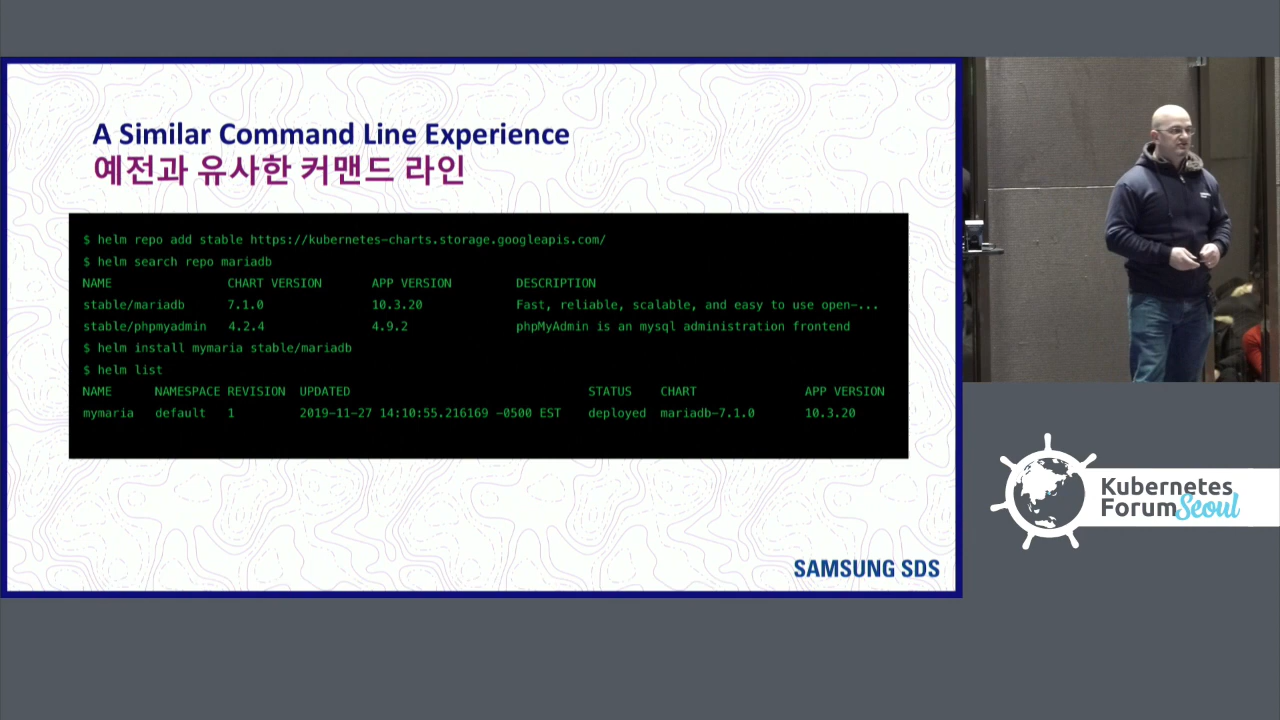 A Similar Command Line Experience
예전과 유사한 커맨드 라인
$ helm repo add stable https://kubernetes-charts.storage.googleapis.com/
$ helm search repo mariadb
NAME CHART VERSION APP VERSION DESCRIPTION
stable/mariadb 7.1.0 10.3.20 Fast, reliable, scalable, and easy to use open-...
stable/phpmyadmin 4.2.4 4.9.2 phpMyAdmin is an mysql administration frontend
$ helm install mymaria stable/mariadb
$ helm list
NAME NAMESPACE REVISION UPDATED STATUS CHART APP VERSION
mymaria default 1 2019-11-27 14:10:55.216169 -0500 EST deployed mariadb-7.1.0 10.3.20
SAMSUNG SDS
Kubernetes
Forum Seoul